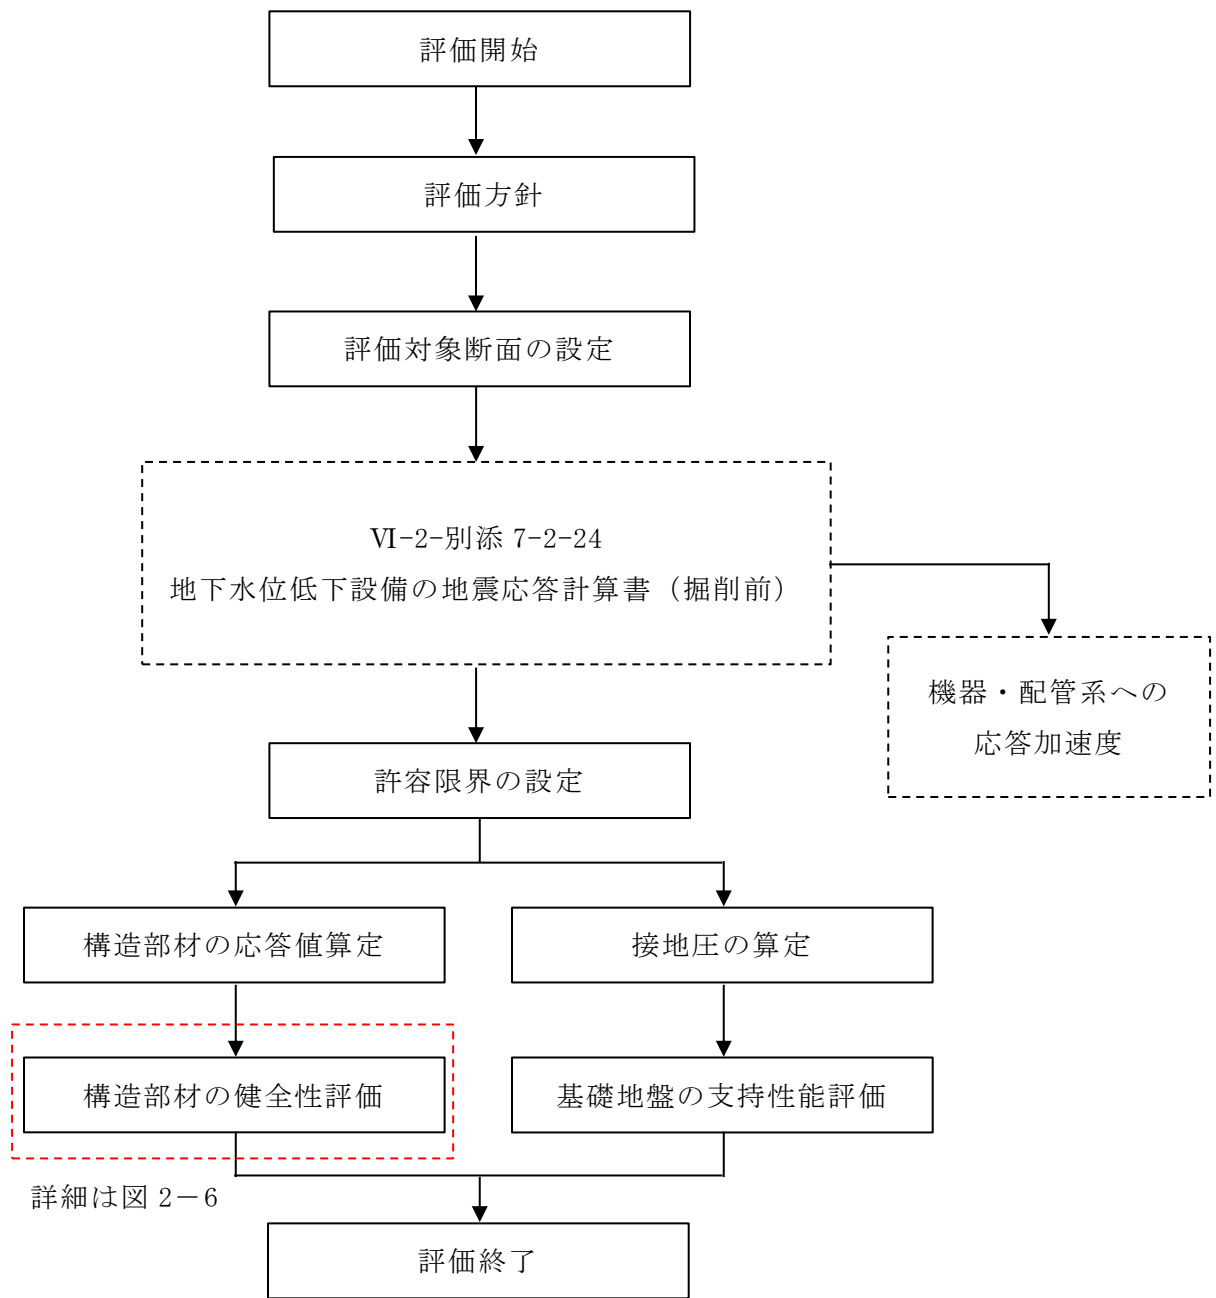 評価開始
評価方針
評価対象断面の設定
Ⅵ-2-別添 7-2-24
地下水位低下設備の地震応答計算書（掘削前）
機器・配管系への
応答加速度
許容限界の設定
構造部材の応答値算定
接地圧の算定
構造部材の健全性評価
基礎地盤の支持性能評価
詳細は図 2－6
評価終了